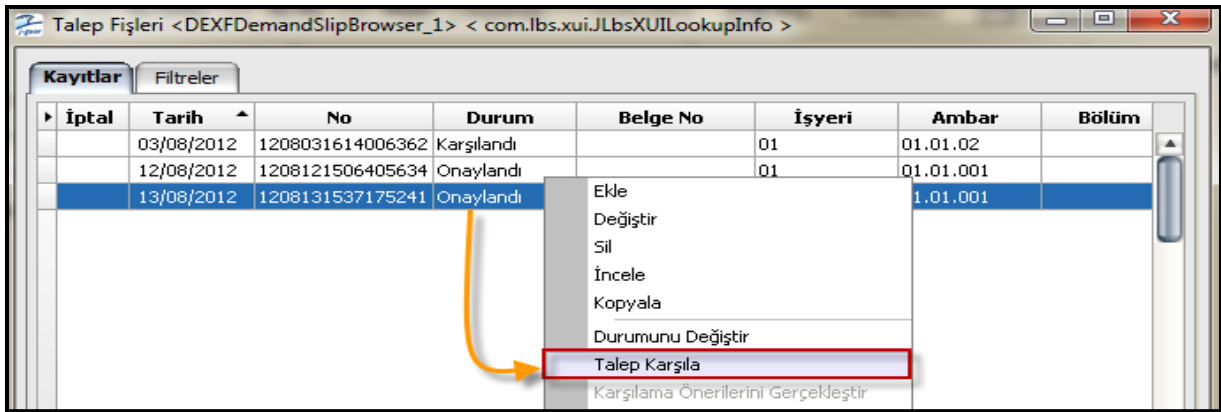 Talep Fişleri <DEXFDemandSlipBrowser_1> < com.lbs.xui.JLbsXUILookupInfo >
Kayıtlar Filtreler
İptal Tarih No Durum Belge No İşyeri Ambar Bölüm
03/08/2012 1208031614006362 Karşılandı 01 01.01.02
12/08/2012 1208121506405634 Onaylandı 01 01.01.001
13/08/2012 1208131537175241 Onaylandı 1.01.001
Ekle
Değiştir
Sil
İncele
Kopyala
Durumunu Değiştir
Talep Karşıla
Karşılama Önerilerini Gerçekleştir